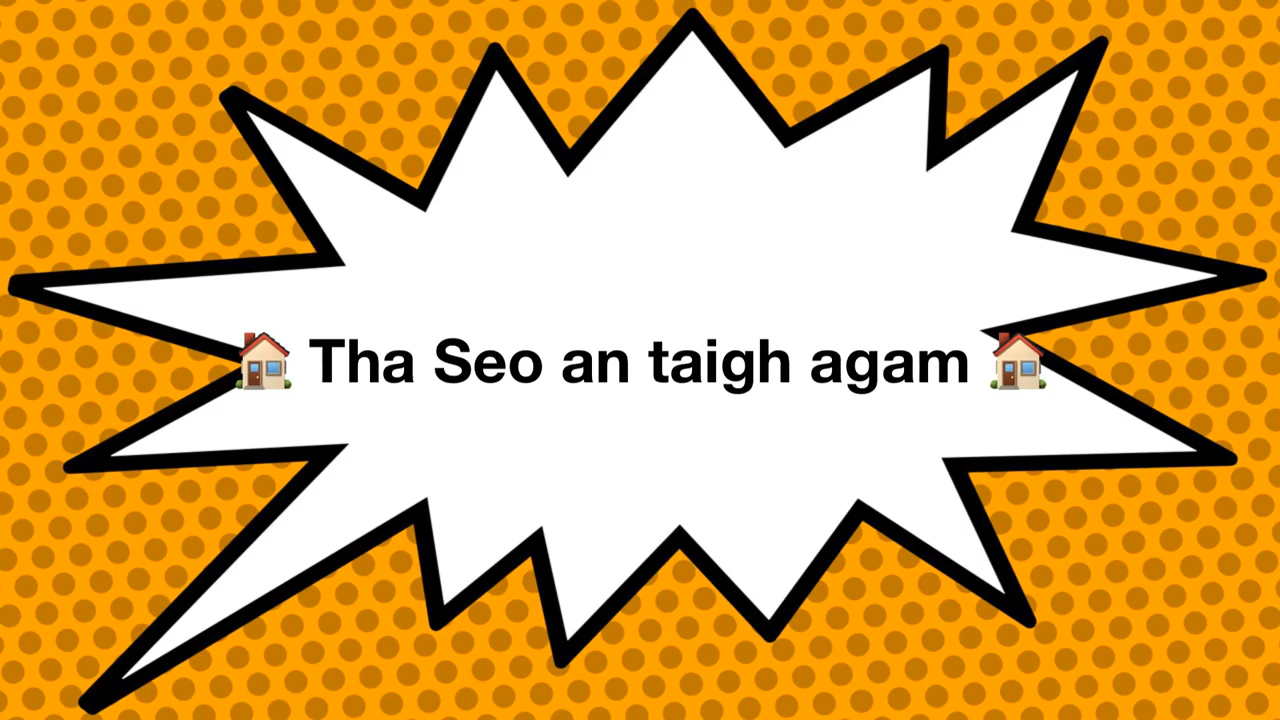 🏠 Tha Seo an taigh agam 🏠